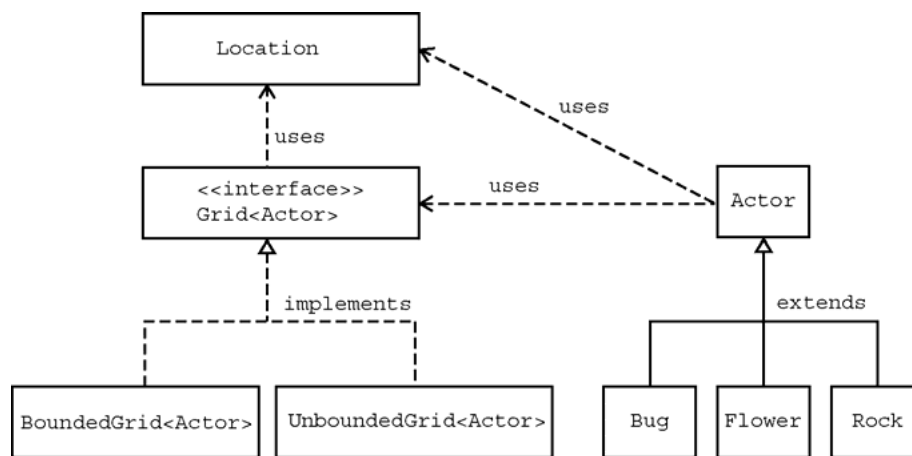 Location
uses
uses
<<interface>>
Grid<Actor>
uses
Actor
implements
extends
BoundedGrid<Actor>
UnboundedGrid<Actor>
Bug
Flower
Rock